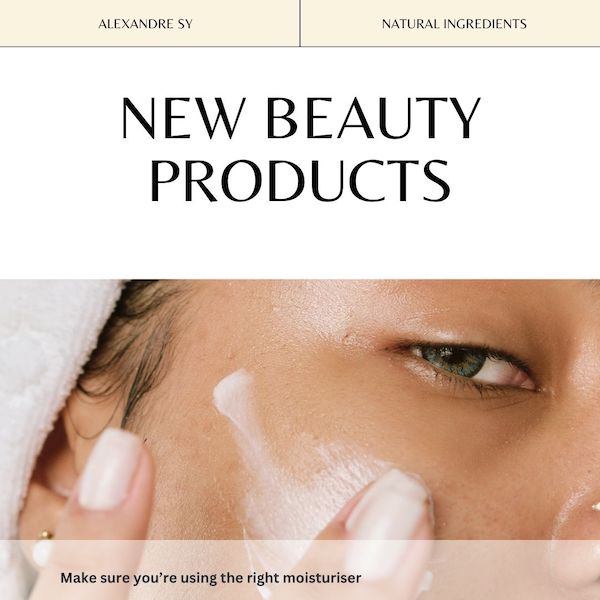 ALEXANDRE SY
NATURAL INGREDIENTS
NEW BEAUTY
PRODUCTS
Make sure you’re using the right moisturiser